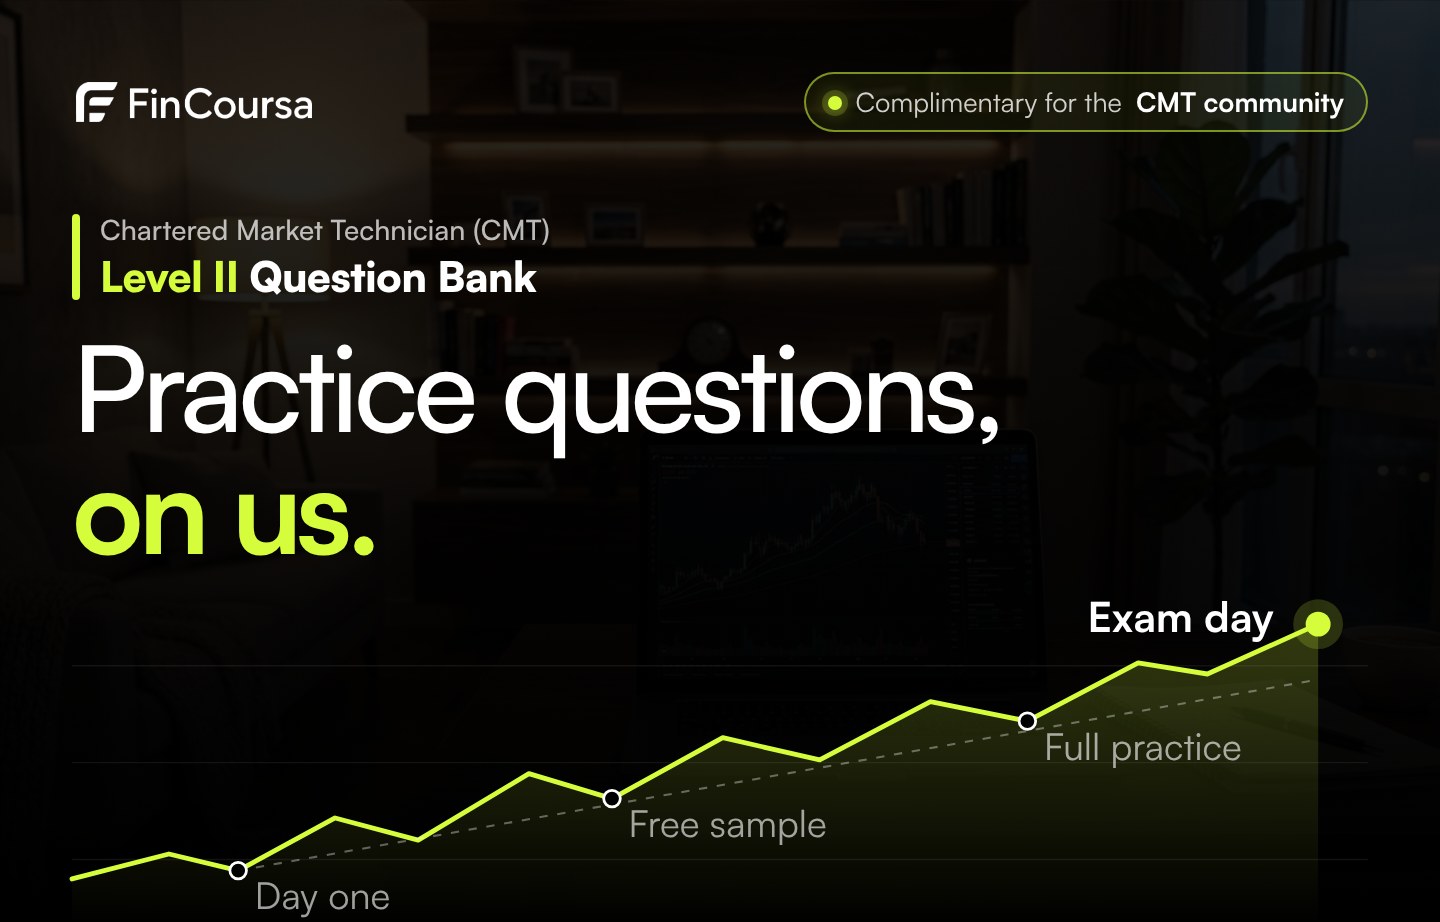 FinCoursa
Complimentary for the CMT community
Chartered Market Technician (CMT)
Level II Question Bank
Practice questions,
on us.
Exam day
Full practice
Free sample
Day one